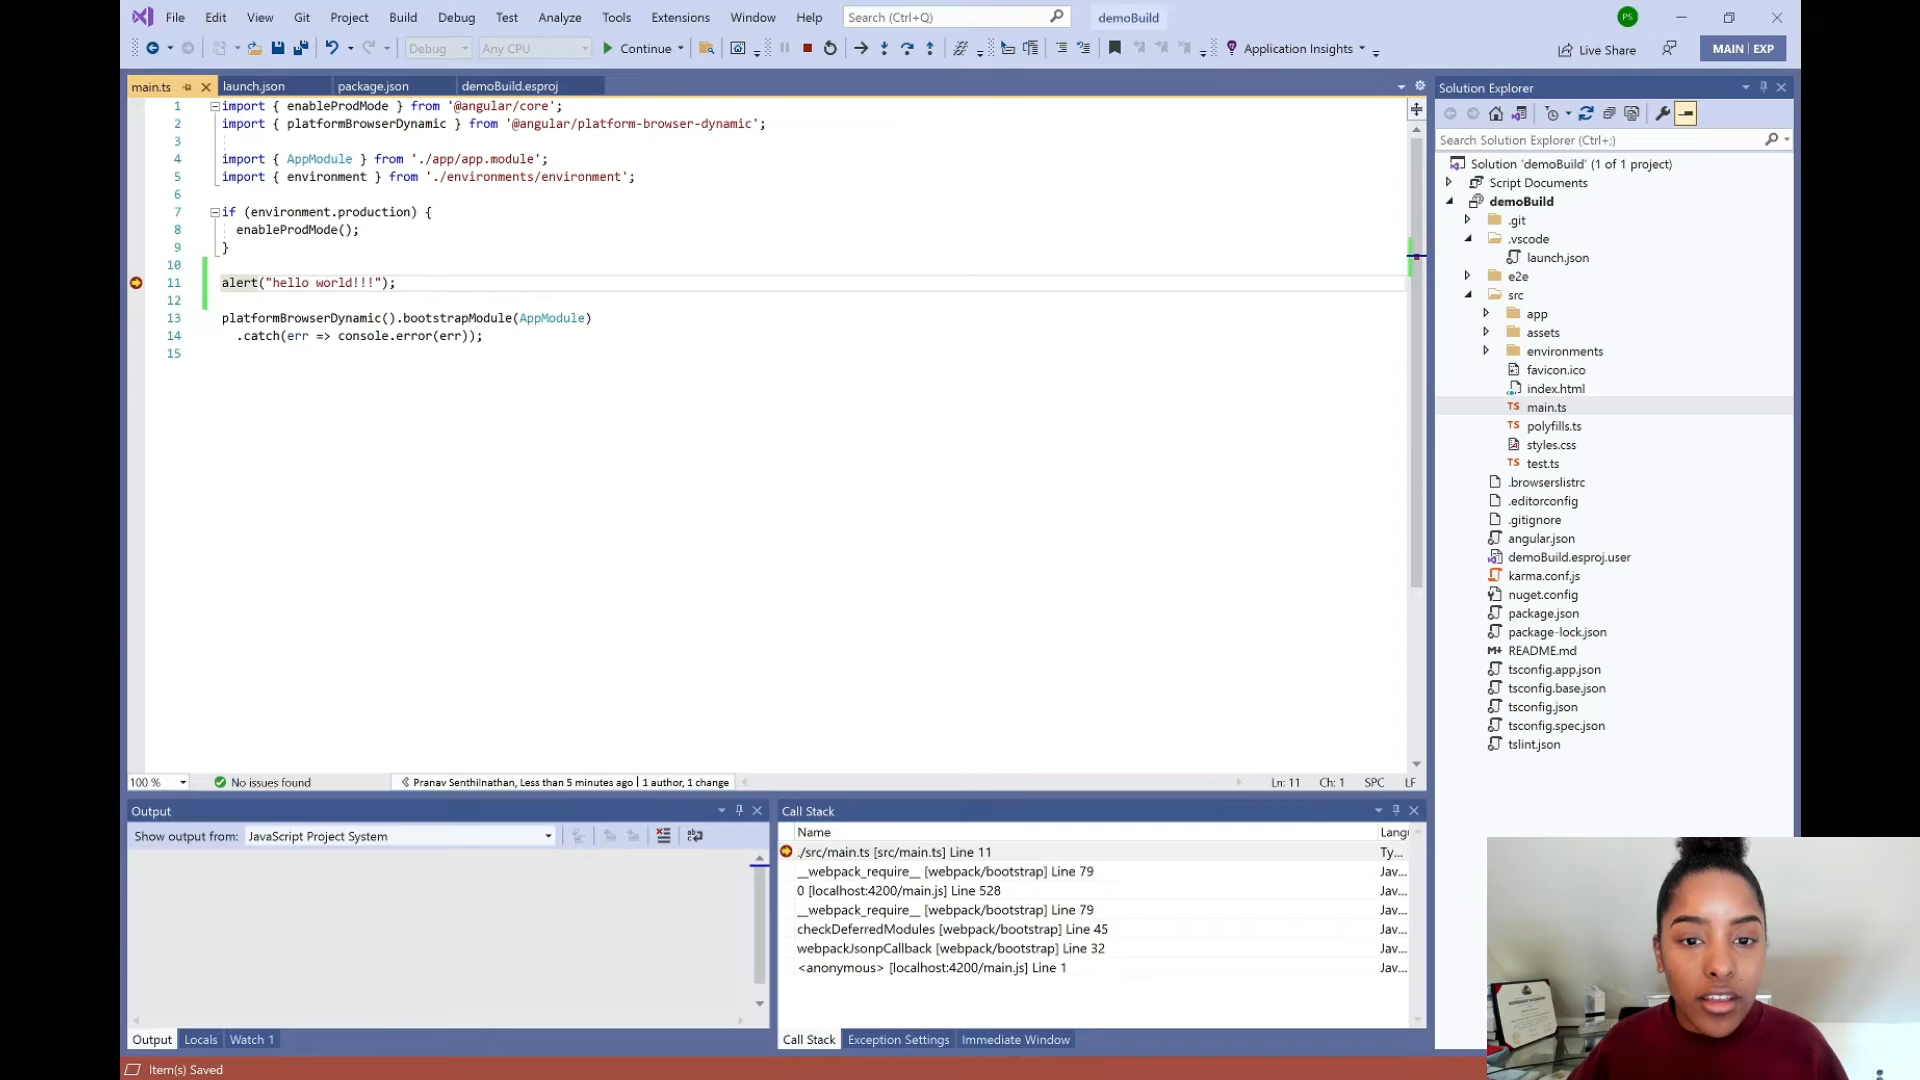 File Edit View Git Project Build Debug Test Analyze Tools Extensions Window Help Search (Ctrl+Q) demoBuild PS
Debug Any CPU Continue Application Insights Live Share MAIN | EXP
main.ts launch.json package.json demoBuild.esproj
1 import { enableProdMode } from '@angular/core';
2 import { platformBrowserDynamic } from '@angular/platform-browser-dynamic';
3
4 import { AppModule } from './app/app.module';
5 import { environment } from './environments/environment';
6
7 if (environment.production) {
8 enableProdMode();
9 }
10
11 alert("hello world!!!");
12
13 platformBrowserDynamic().bootstrapModule(AppModule)
14 .catch(err => console.error(err));
15
100 % No issues found Pranav Senthilnathan, Less than 5 minutes ago | 1 author, 1 change Ln: 11 Ch: 1 SPC LF
Output
Show output from: JavaScript Project System
Output Locals Watch 1
Call Stack
Name Langu
./src/main.ts [src/main.ts] Line 11 Ty...
__webpack_require__ [webpack/bootstrap] Line 79 Jav...
0 [localhost:4200/main.js] Line 528 Jav...
__webpack_require__ [webpack/bootstrap] Line 79 Jav...
checkDeferredModules [webpack/bootstrap] Line 45 Jav...
webpackJsonpCallback [webpack/bootstrap] Line 32 Jav...
<anonymous> [localhost:4200/main.js] Line 1 Jav...
Call Stack Exception Settings Immediate Window
Item(s) Saved
Solution Explorer
Search Solution Explorer (Ctrl+;)
Solution 'demoBuild' (1 of 1 project)
Script Documents
demoBuild
.git
.vscode
launch.json
e2e
src
app
assets
environments
favicon.ico
index.html
TS main.ts
TS polyfills.ts
styles.css
TS test.ts
.browserslistrc
.editorconfig
.gitignore
angular.json
demoBuild.esproj.user
karma.conf.js
nuget.config
package.json
package-lock.json
README.md
tsconfig.app.json
tsconfig.base.json
tsconfig.json
tsconfig.spec.json
tslint.json